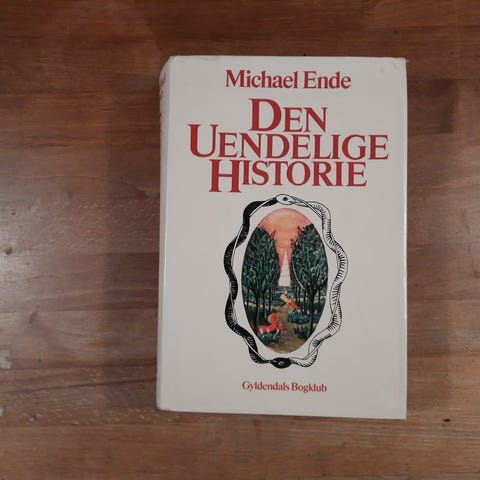 Michael Ende
DEN
UENDELIGE
HISTORIE
Gyldendals Bogklub